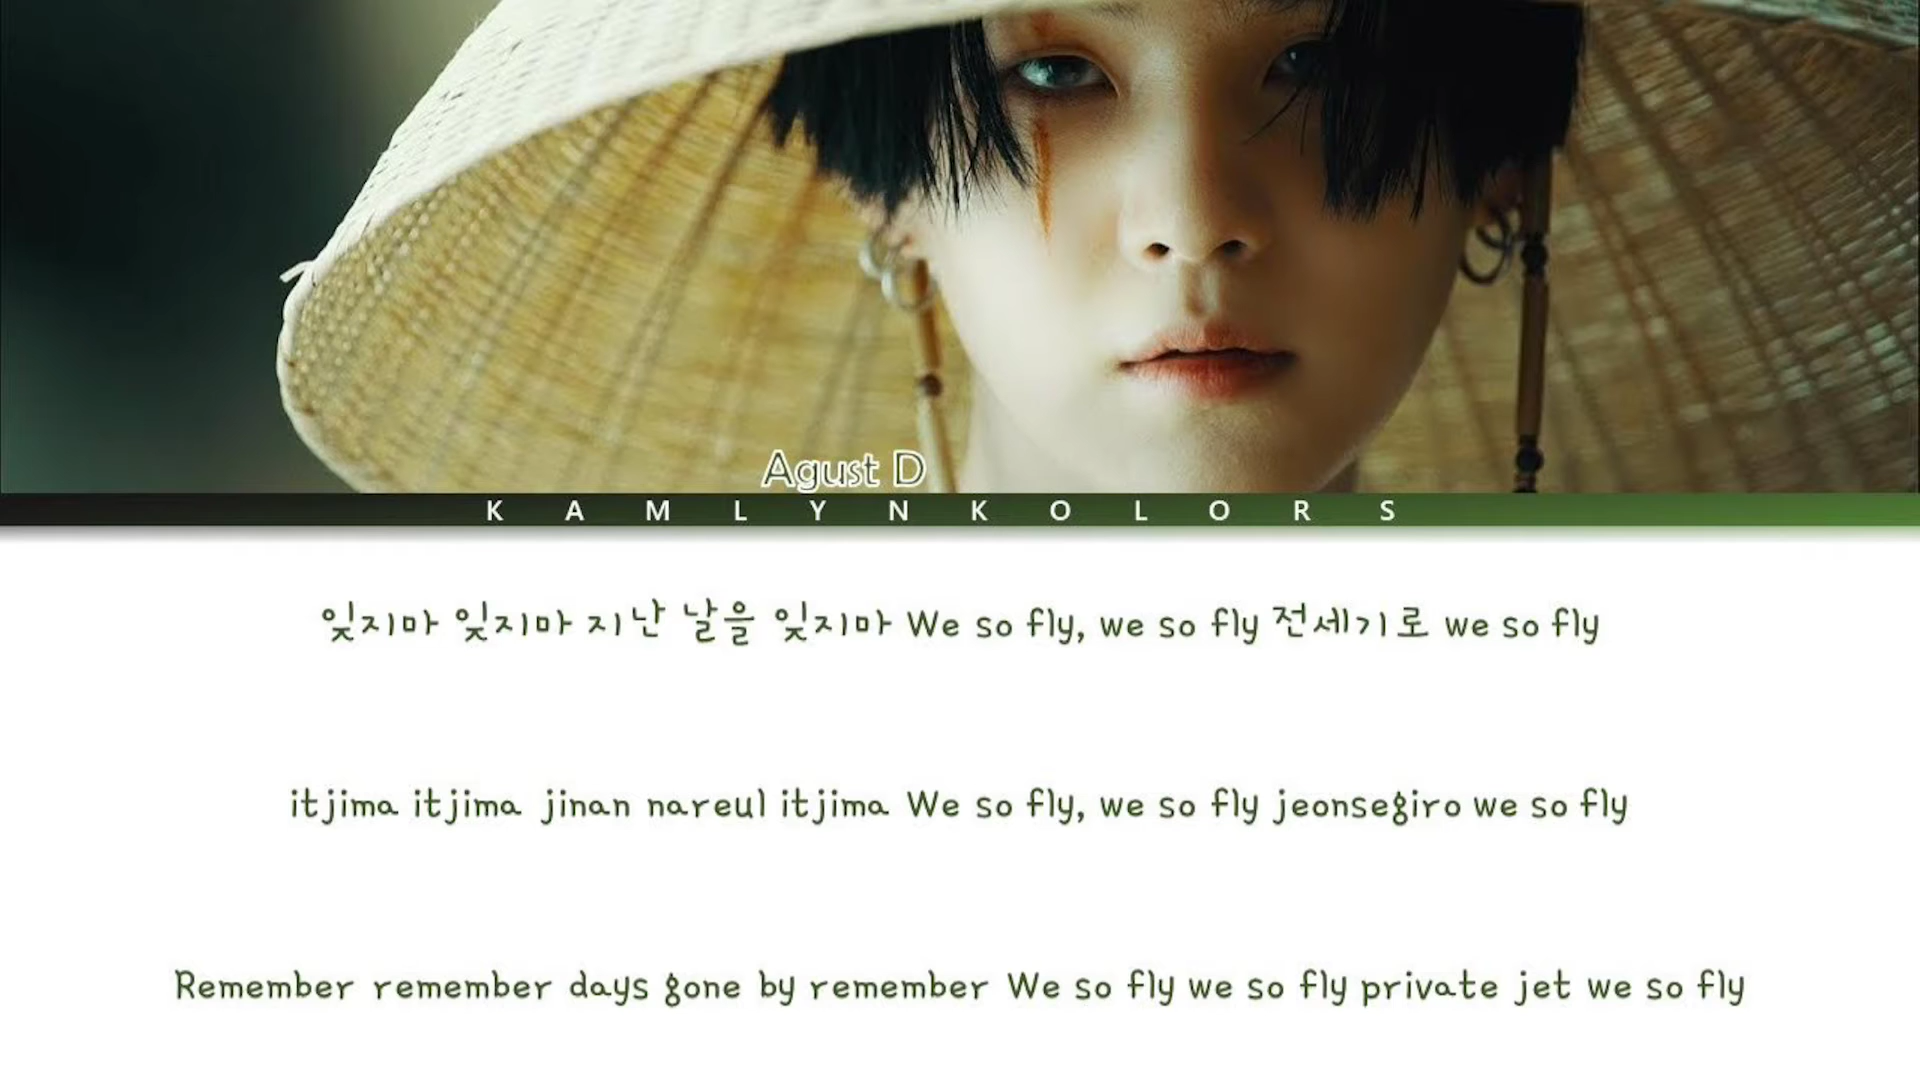 Agust D
KAMLYNKOLORS
잊지마 잊지마 지난 날을 잊지마 We so fly, we so fly 전세기로 we so fly
itjima itjima jinan nareul itjima We so fly, we so fly jeonsegiro we so fly
Remember remember days gone by remember We so fly we so fly private jet we so fly